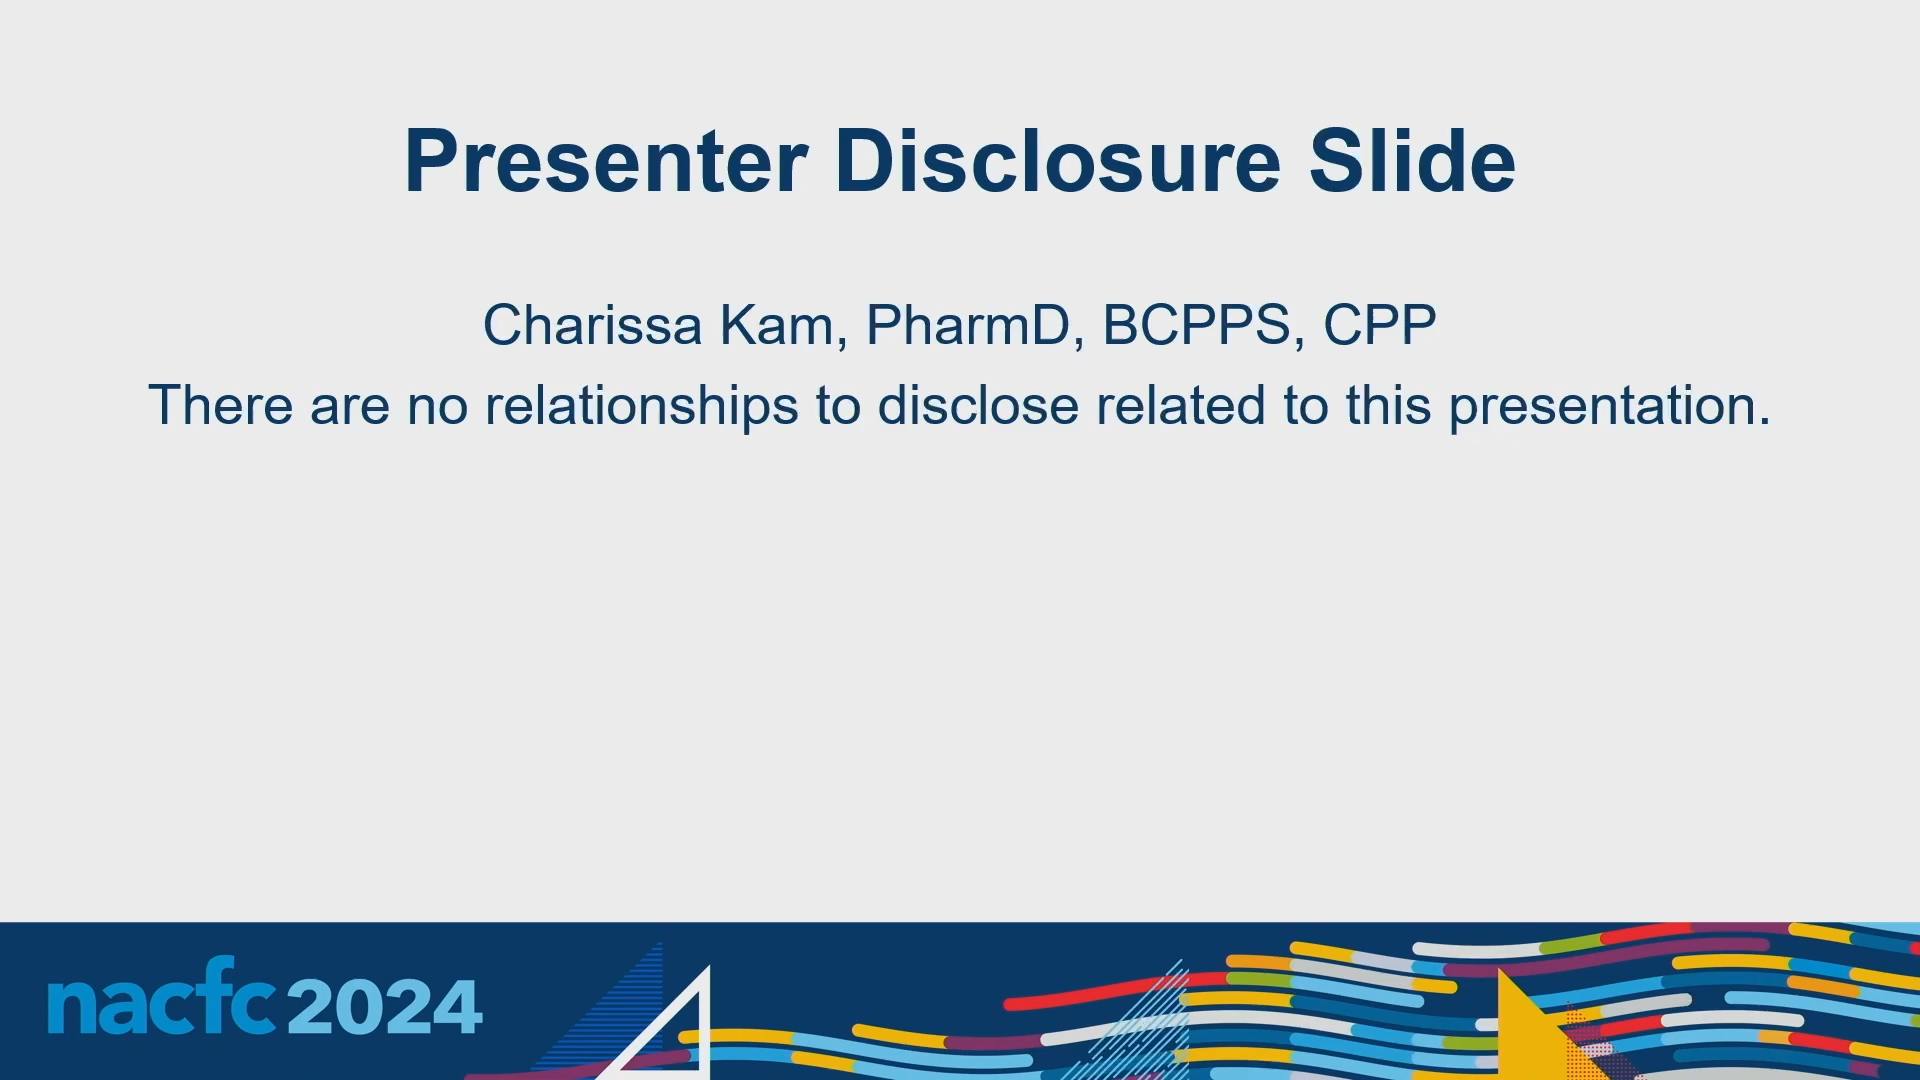 Presenter Disclosure Slide
Charissa Kam, PharmD, BCPPS, CPP
There are no relationships to disclose related to this presentation.
nacfc 2024